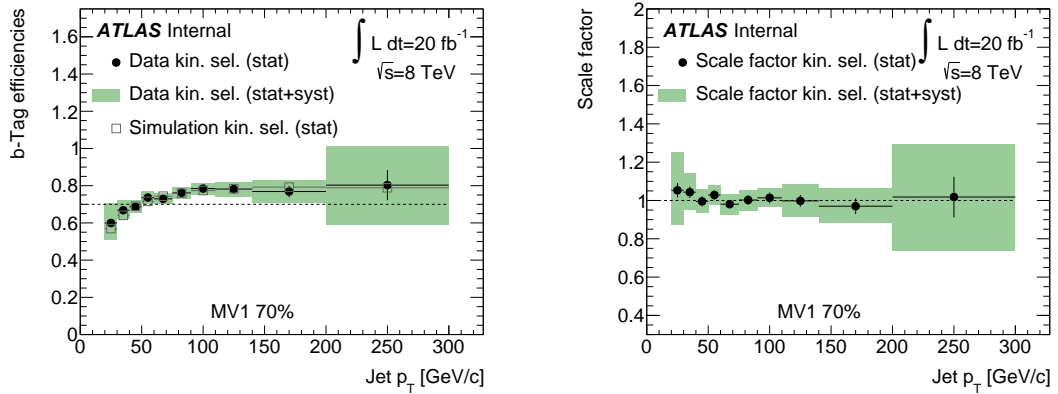 b-Tag efficiencies
1.6
1.4
1.2
1
0.8
0.6
0.4
0.2
0
ATLAS Internal
∫ L dt=20 fb⁻¹
√s=8 TeV
Data kin. sel. (stat)
Data kin. sel. (stat+syst)
Simulation kin. sel. (stat)
MV1 70%
0 50 100 150 200 250 300
Jet p_T [GeV/c]
Scale factor
2
1.8
1.6
1.4
1.2
1
0.8
0.6
0.4
ATLAS Internal
∫ L dt=20 fb⁻¹
√s=8 TeV
Scale factor kin. sel. (stat)
Scale factor kin. sel. (stat+syst)
MV1 70%
0 50 100 150 200 250 300
Jet p_T [GeV/c]